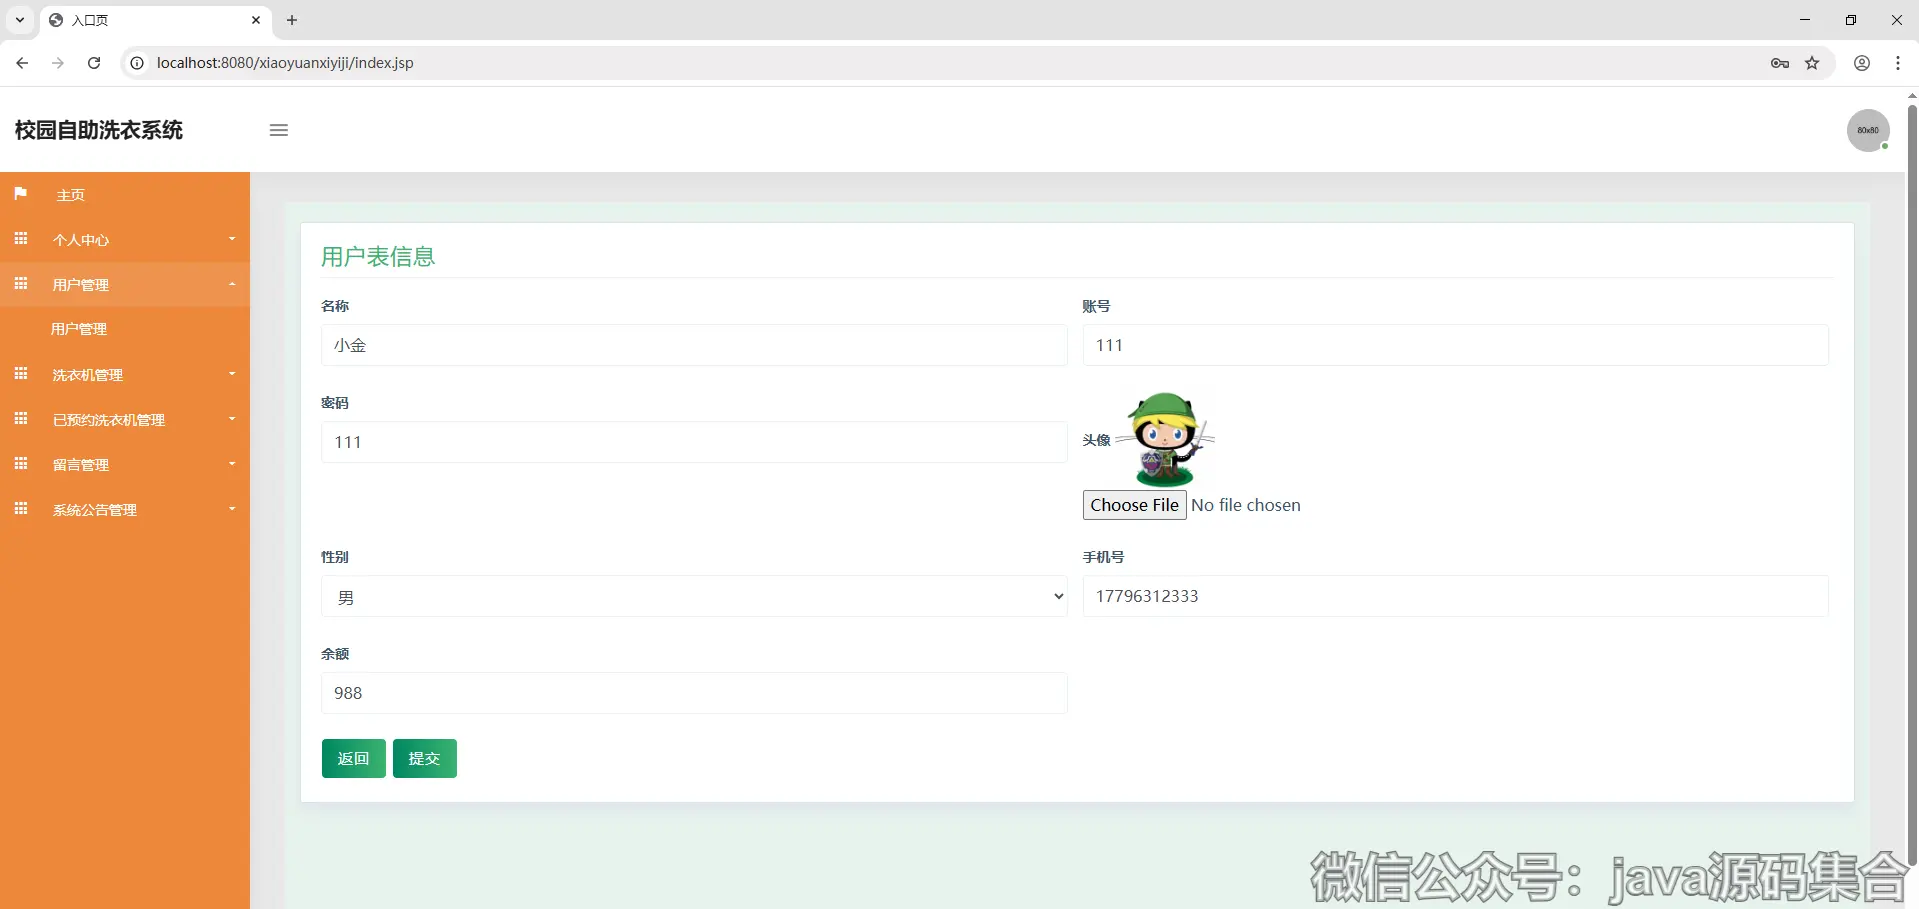 入口页
localhost:8080/xiaoyuanxiyiji/index.jsp
校园自助洗衣系统
80x80
主页
个人中心
用户管理
用户管理
洗衣机管理
已预约洗衣机管理
留言管理
系统公告管理
用户表信息
名称
小金
账号
111
密码
111
头像
Choose File No file chosen
性别
男
手机号
17796312333
余额
988
返回 提交
微信公众号：java源码集合